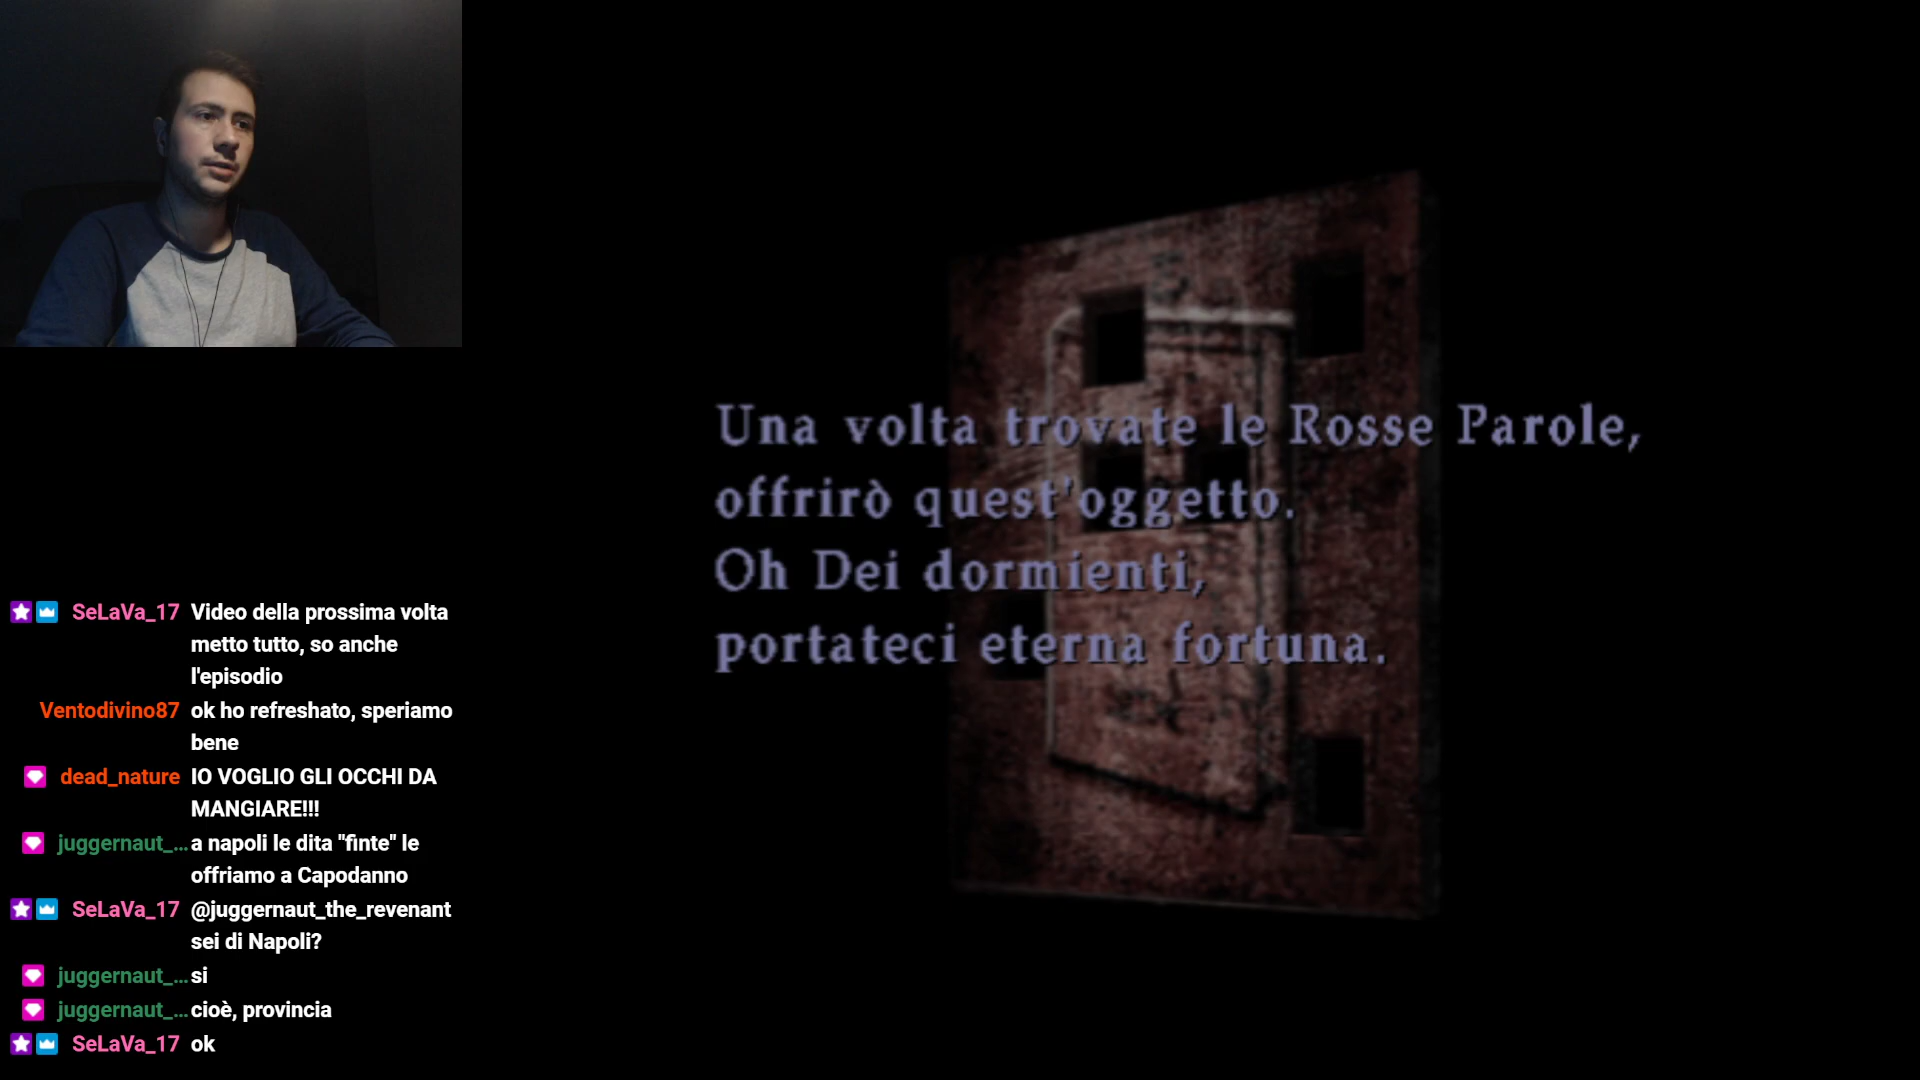 Una volta trovate le Rosse Parole,
offrirò quest'oggetto.
Oh Dei dormienti,
portateci eterna fortuna.
SeLaVa_17 Video della prossima volta
metto tutto, so anche
l'episodio
Ventodivino87 ok ho refreshato, speriamo
bene
dead_nature IO VOGLIO GLI OCCHI DA
MANGIARE!!!
juggernaut_... a napoli le dita "finte" le
offriamo a Capodanno
SeLaVa_17 @juggernaut_the_revenant
sei di Napoli?
juggernaut_... si
juggernaut_... cioè, provincia
SeLaVa_17 ok